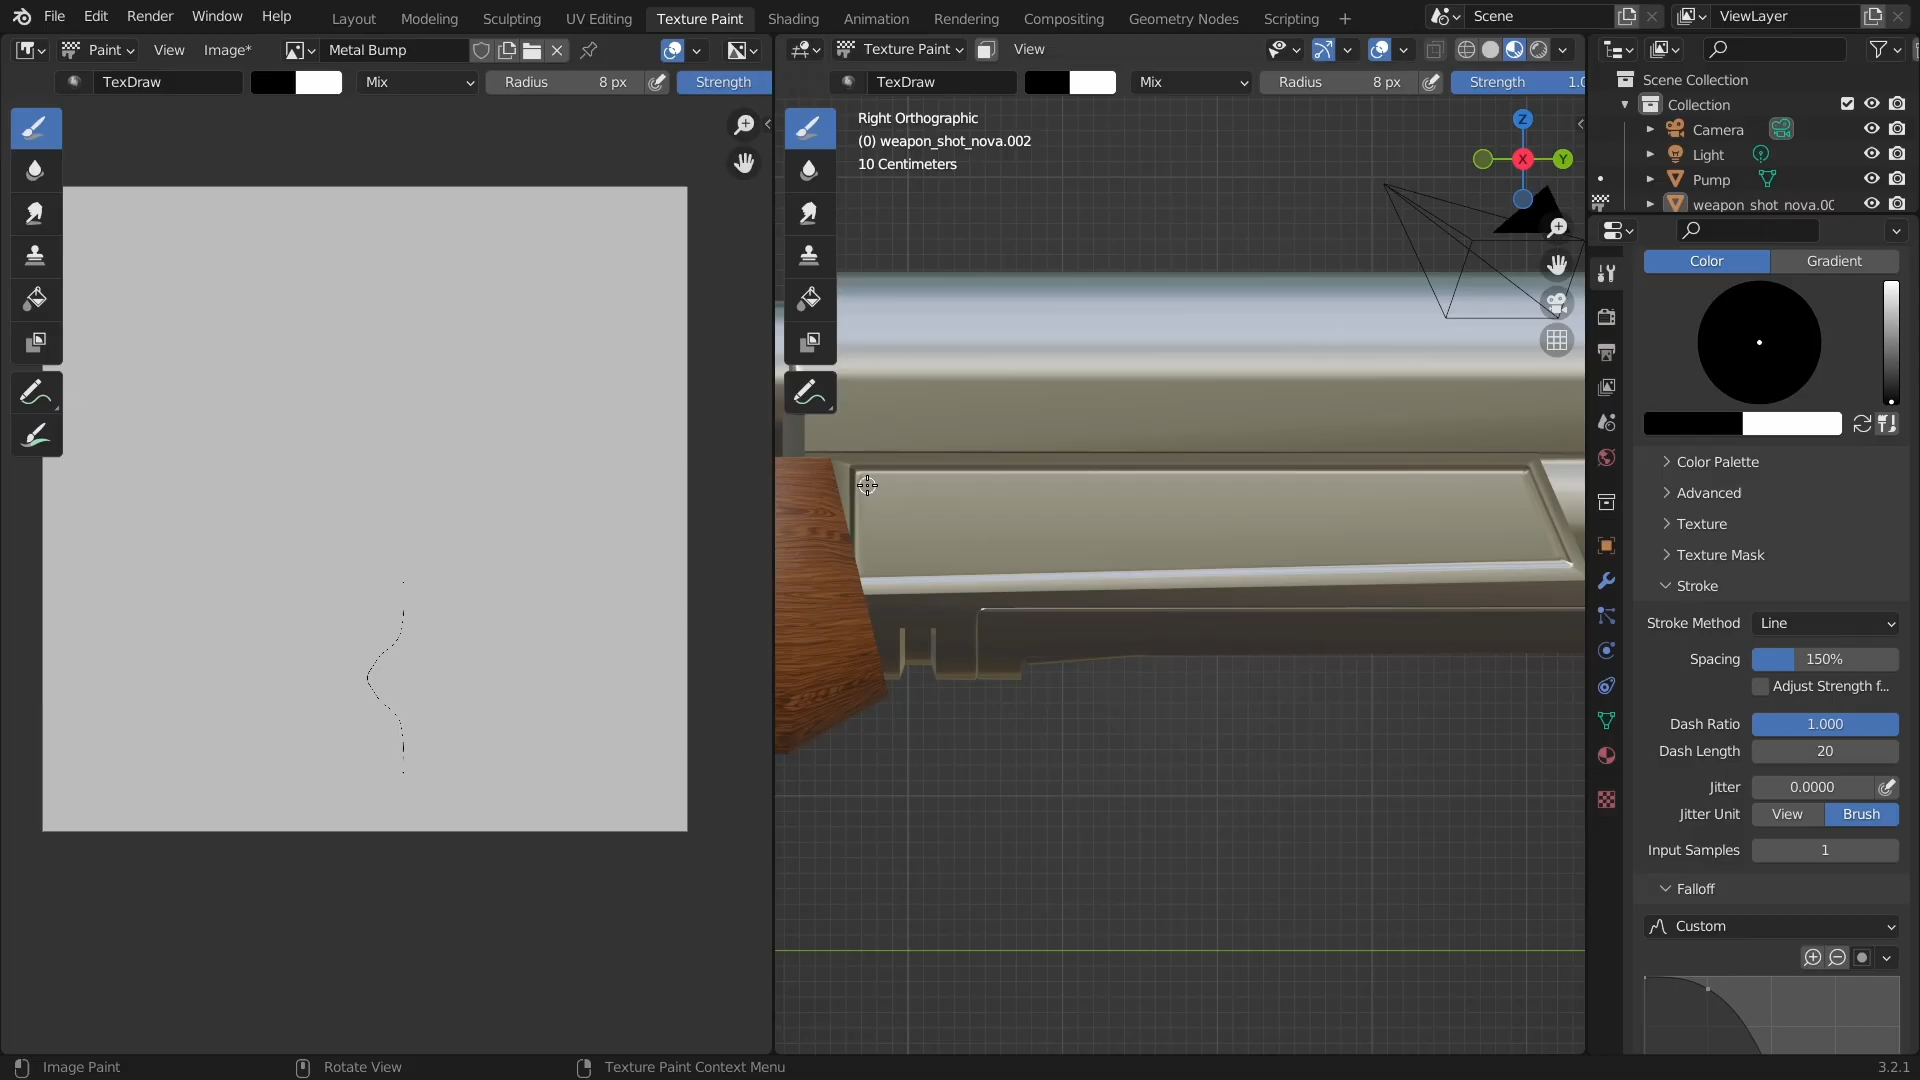 File Edit Render Window Help Layout Modeling Sculpting UV Editing Texture Paint Shading Animation Rendering Compositing Geometry Nodes Scripting + Scene ViewLayer
Paint View Image* Metal Bump Texture Paint View
TexDraw Mix Radius 8 px Strength TexDraw Mix Radius 8 px Strength 1.0
Right Orthographic
(0) weapon_shot_nova.002
10 Centimeters
Z
X
Y
Scene Collection
Collection
Camera
Light
Pump
weapon_shot_nova.00
Color Gradient
Color Palette
Advanced
Texture
Texture Mask
Stroke
Stroke Method Line
Spacing 150%
Adjust Strength f...
Dash Ratio 1.000
Dash Length 20
Jitter 0.0000
Jitter Unit View Brush
Input Samples 1
Falloff
Custom
Image Paint Rotate View Texture Paint Context Menu 3.2.1